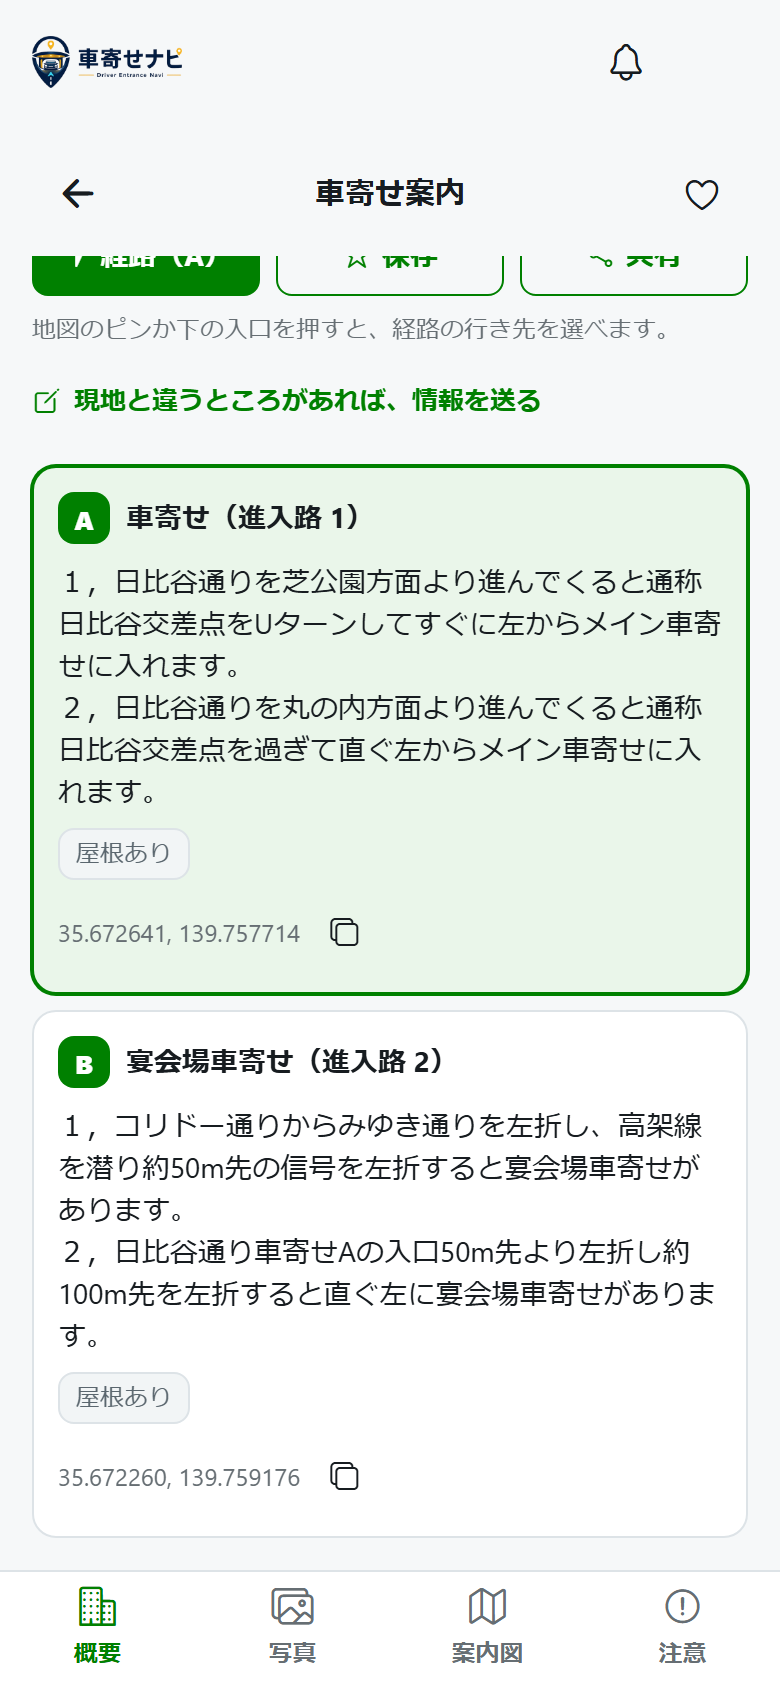 車寄せナビ
Driver Entrance Navi
車寄せ案内
経路（A）
保存
共有
地図のピンか下の入口を押すと、経路の行き先を選べます。
現地と違うところがあれば、情報を送る
A 車寄せ（進入路 1）
１，日比谷通りを芝公園方面より進んでくると通称
日比谷交差点をUターンしてすぐに左からメイン車寄
せに入れます。
２，日比谷通りを丸の内方面より進んでくると通称
日比谷交差点を過ぎて直ぐ左からメイン車寄せに入
れます。
屋根あり
35.672641, 139.757714
B 宴会場車寄せ（進入路 2）
１，コリドー通りからみゆき通りを左折し、高架線
を潜り約50m先の信号を左折すると宴会場車寄せが
あります。
２，日比谷通り車寄せAの入口50m先より左折し約
100m先を左折すると直ぐ左に宴会場車寄せがありま
す。
屋根あり
35.672260, 139.759176
概要
写真
案内図
注意